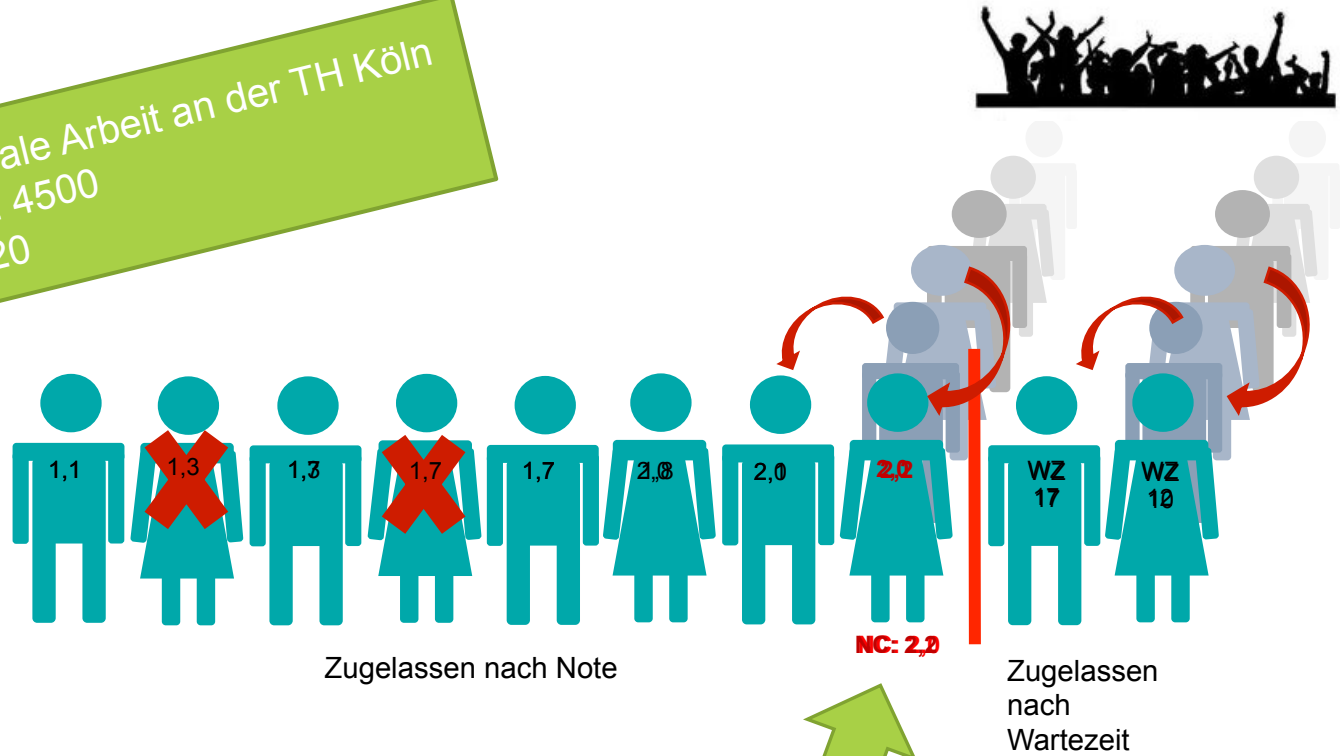 ale Arbeit an der TH Köln
4500
20
1,1
1,3
1,7
1,7
2,0
WZ
17
WZ
NC:
Zugelassen nach Note
Zugelassen
nach
Wartezeit